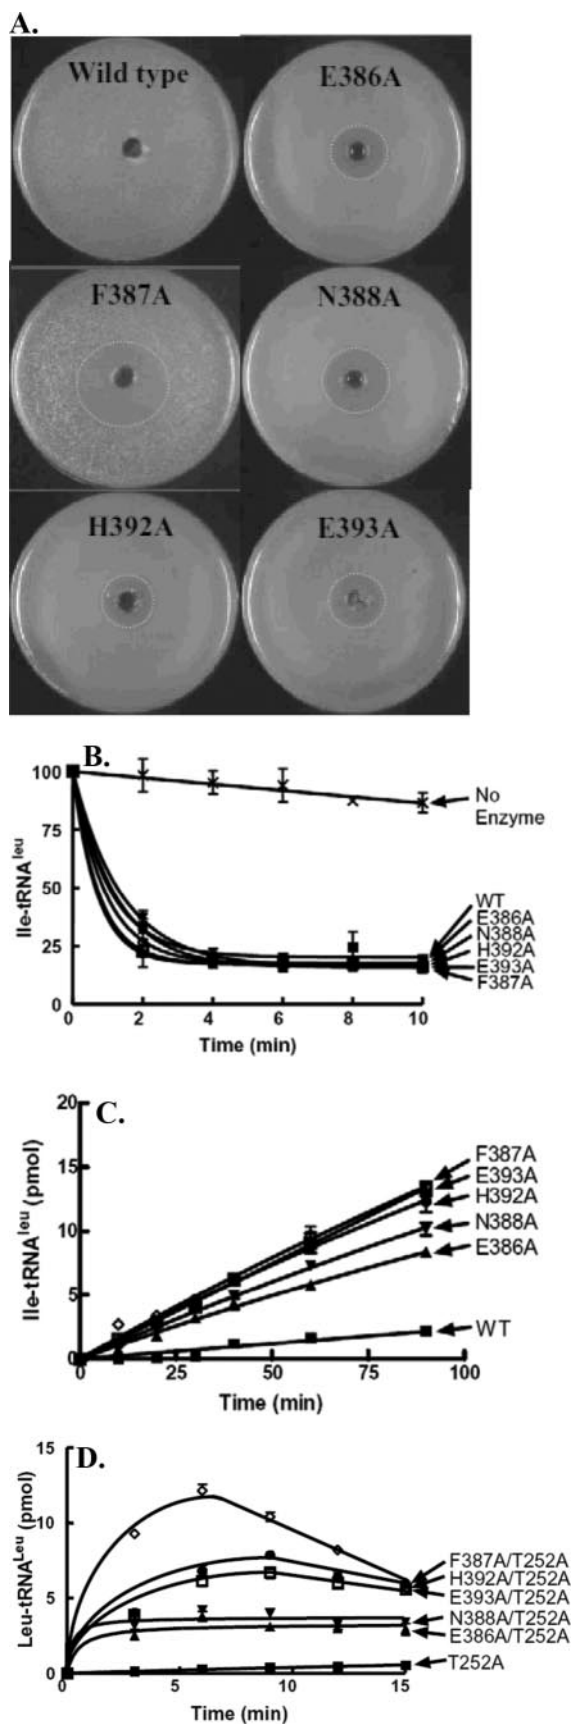 A.
Wild type
E386A
F387A
N388A
H392A
E393A
B.
Ile-tRNA^leu
100
75
50
25
0
0
2
4
6
8
10
Time (min)
No
Enzyme
WT
E386A
N388A
H392A
E393A
F387A
C.
Ile-tRNA^leu (pmol)
20
15
10
5
0
0
25
50
75
100
Time (min)
F387A
E393A
H392A
N388A
E386A
WT
D.
Leu-tRNA^Leu (pmol)
15
10
5
0
0
5
10
15
Time (min)
F387A/T252A
H392A/T252A
E393A/T252A
N388A/T252A
E386A/T252A
T252A